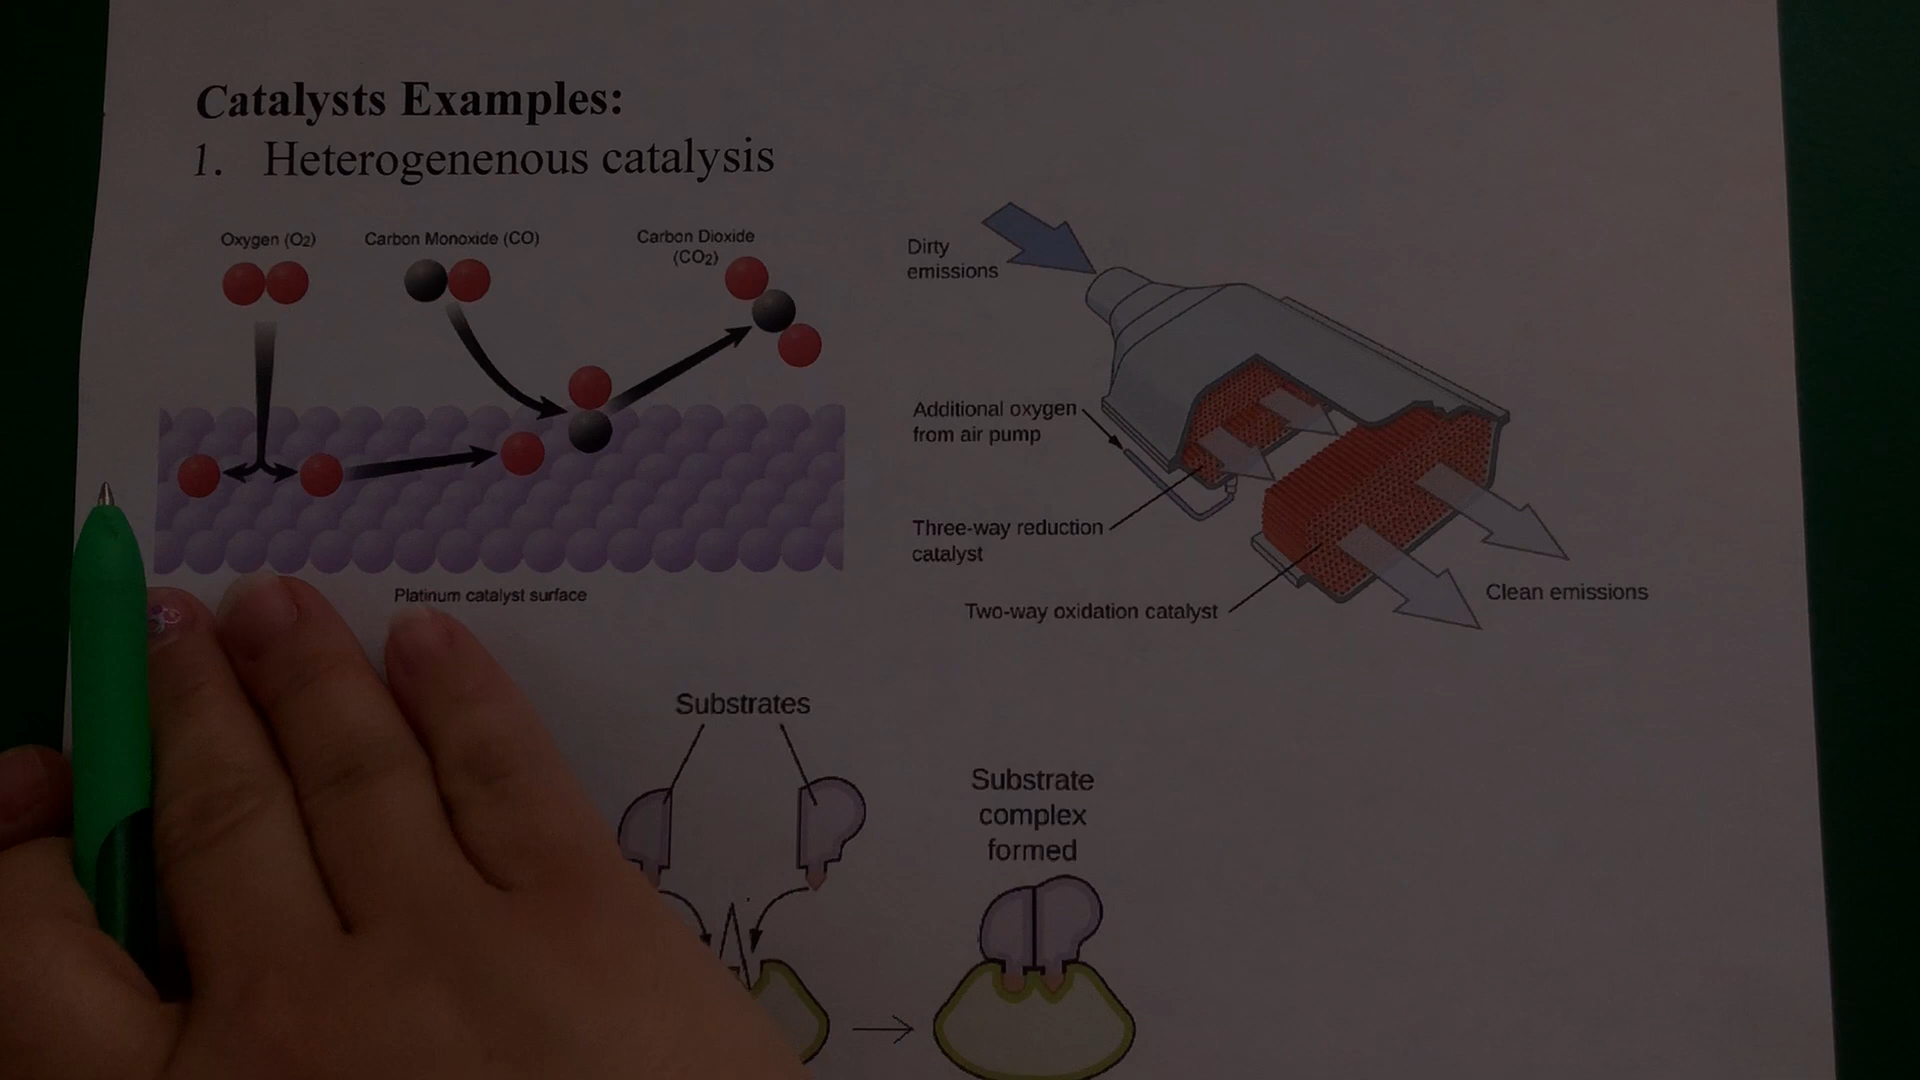 Catalysts Examples:
1. Heterogenenous catalysis
Oxygen (O2)
Carbon Monoxide (CO)
Carbon Dioxide
(CO2)
Platinum catalyst surface
Dirty
emissions
Additional oxygen
from air pump
Three-way reduction
catalyst
Two-way oxidation catalyst
Clean emissions
Substrates
Substrate
complex
formed